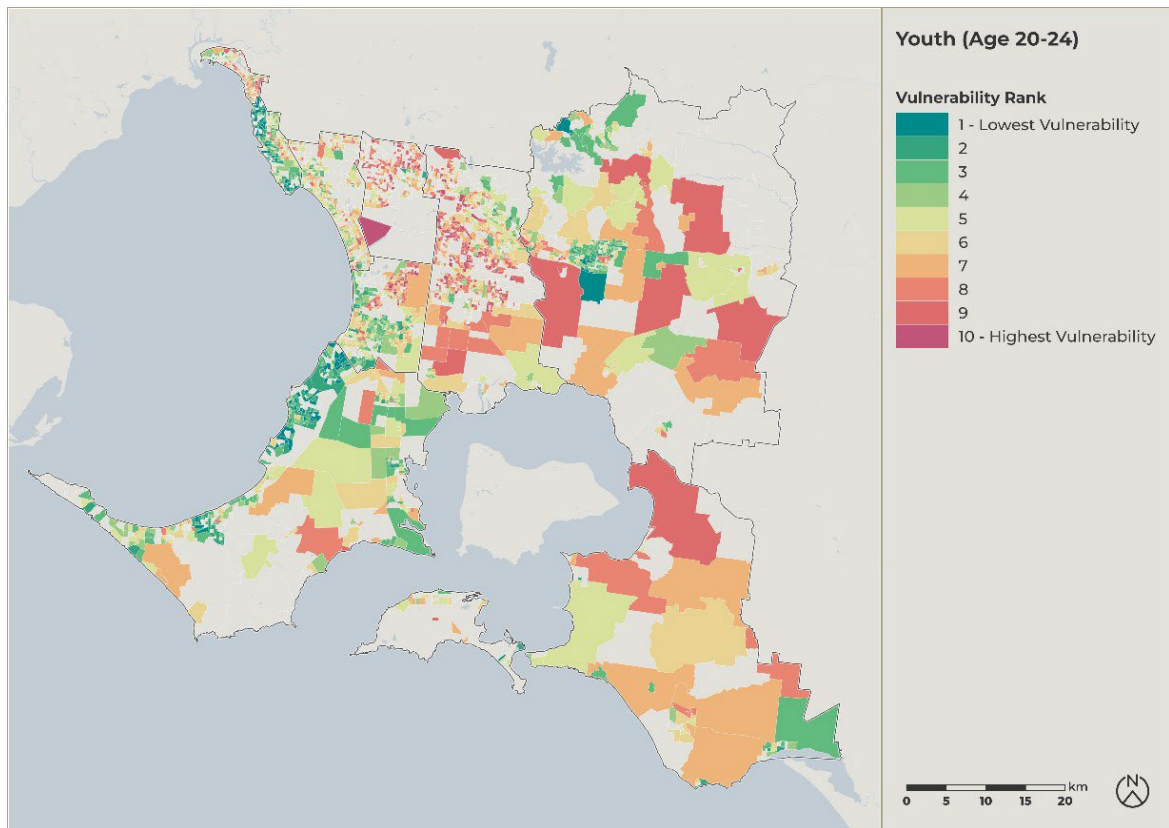 Youth (Age 20-24)
Vulnerability Rank
1 - Lowest Vulnerability
2
3
4
5
6
7
8
9
10 - Highest Vulnerability
N
km
0 5 10 15 20